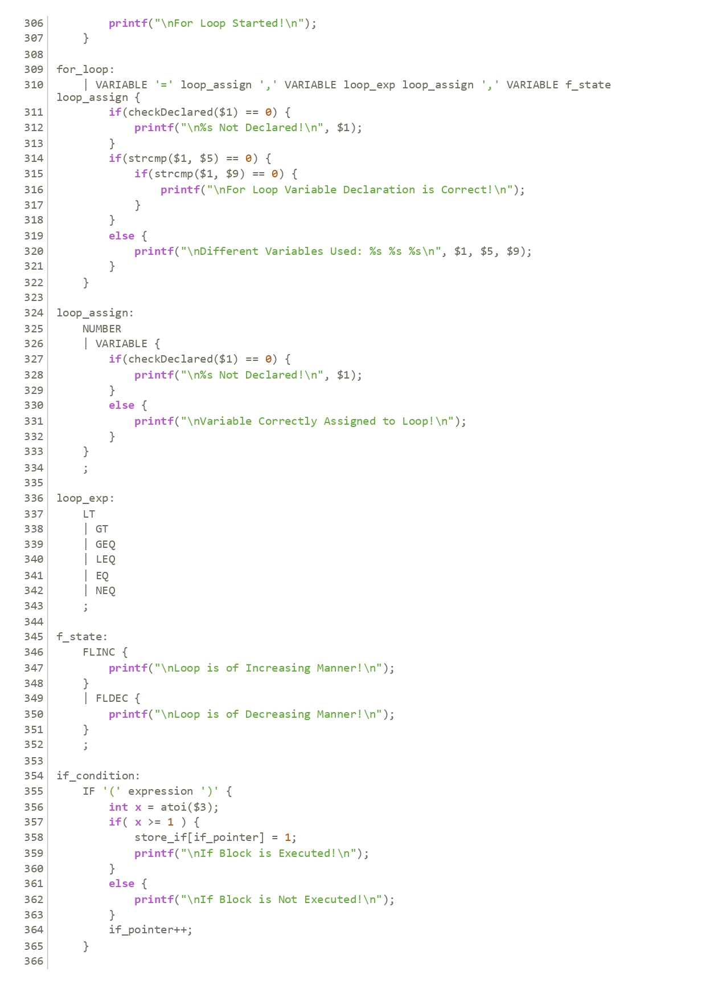 306         printf("\nFor Loop Started!\n");
307     }
308
309 for_loop:
310     | VARIABLE '=' loop_assign ',' VARIABLE loop_exp loop_assign ',' VARIABLE f_state
loop_assign {
311         if(checkDeclared($1) == 0) {
312             printf("\n%s Not Declared!\n", $1);
313         }
314         if(strcmp($1, $5) == 0) {
315             if(strcmp($1, $9) == 0) {
316                 printf("\nFor Loop Variable Declaration is Correct!\n");
317             }
318         }
319         else {
320             printf("\nDifferent Variables Used: %s %s %s\n", $1, $5, $9);
321         }
322     }
323
324 loop_assign:
325     NUMBER
326     | VARIABLE {
327         if(checkDeclared($1) == 0) {
328             printf("\n%s Not Declared!\n", $1);
329         }
330         else {
331             printf("\nVariable Correctly Assigned to Loop!\n");
332         }
333     }
334     ;
335
336 loop_exp:
337     LT
338     | GT
339     | GEQ
340     | LEQ
341     | EQ
342     | NEQ
343     ;
344
345 f_state:
346     FLINC {
347         printf("\nLoop is of Increasing Manner!\n");
348     }
349     | FLDEC {
350         printf("\nLoop is of Decreasing Manner!\n");
351     }
352     ;
353
354 if_condition:
355     IF '(' expression ')' {
356         int x = atoi($3);
357         if( x >= 1 ) {
358             store_if[if_pointer] = 1;
359             printf("\nIf Block is Executed!\n");
360         }
361         else {
362             printf("\nIf Block is Not Executed!\n");
363         }
364         if_pointer++;
365     }
366